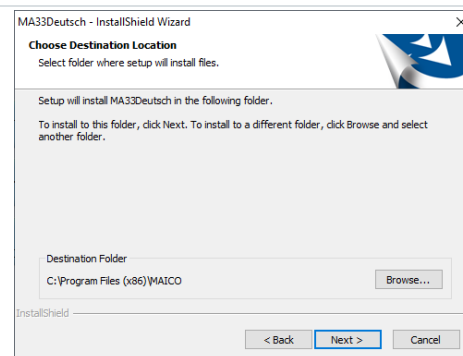 MA33Deutsch - InstallShield Wizard
Choose Destination Location
Select folder where setup will install files.
Setup will install MA33Deutsch in the following folder.
To install to this folder, click Next. To install to a different folder, click Browse and select
another folder.
Destination Folder
C:\Program Files (x86)\MAICO
Browse...
InstallShield
< Back
Next >
Cancel